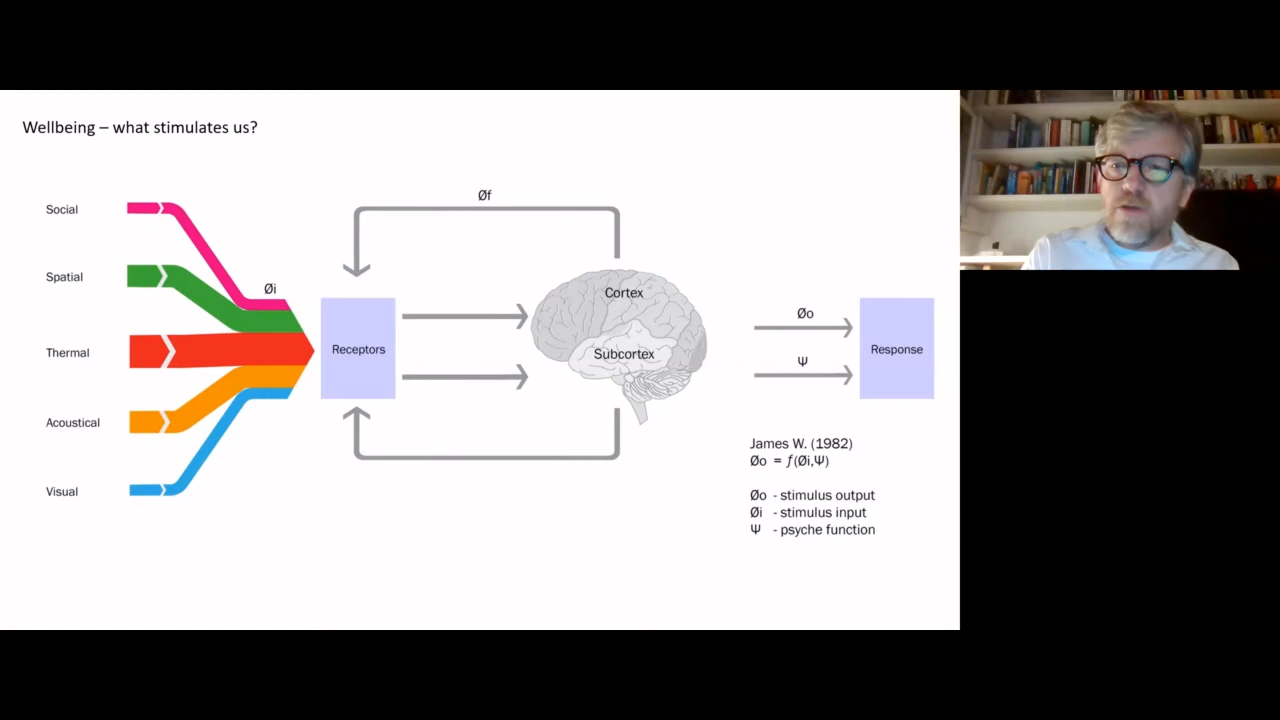 Wellbeing – what stimulates us?
Social
Spatial
Thermal
Acoustical
Visual
Øi
Øf
Receptors
Cortex
Subcortex
Øo
Ψ
Response
James W. (1982)
Øo = ƒ(Øi,Ψ)
Øo - stimulus output
Øi - stimulus input
Ψ - psyche function